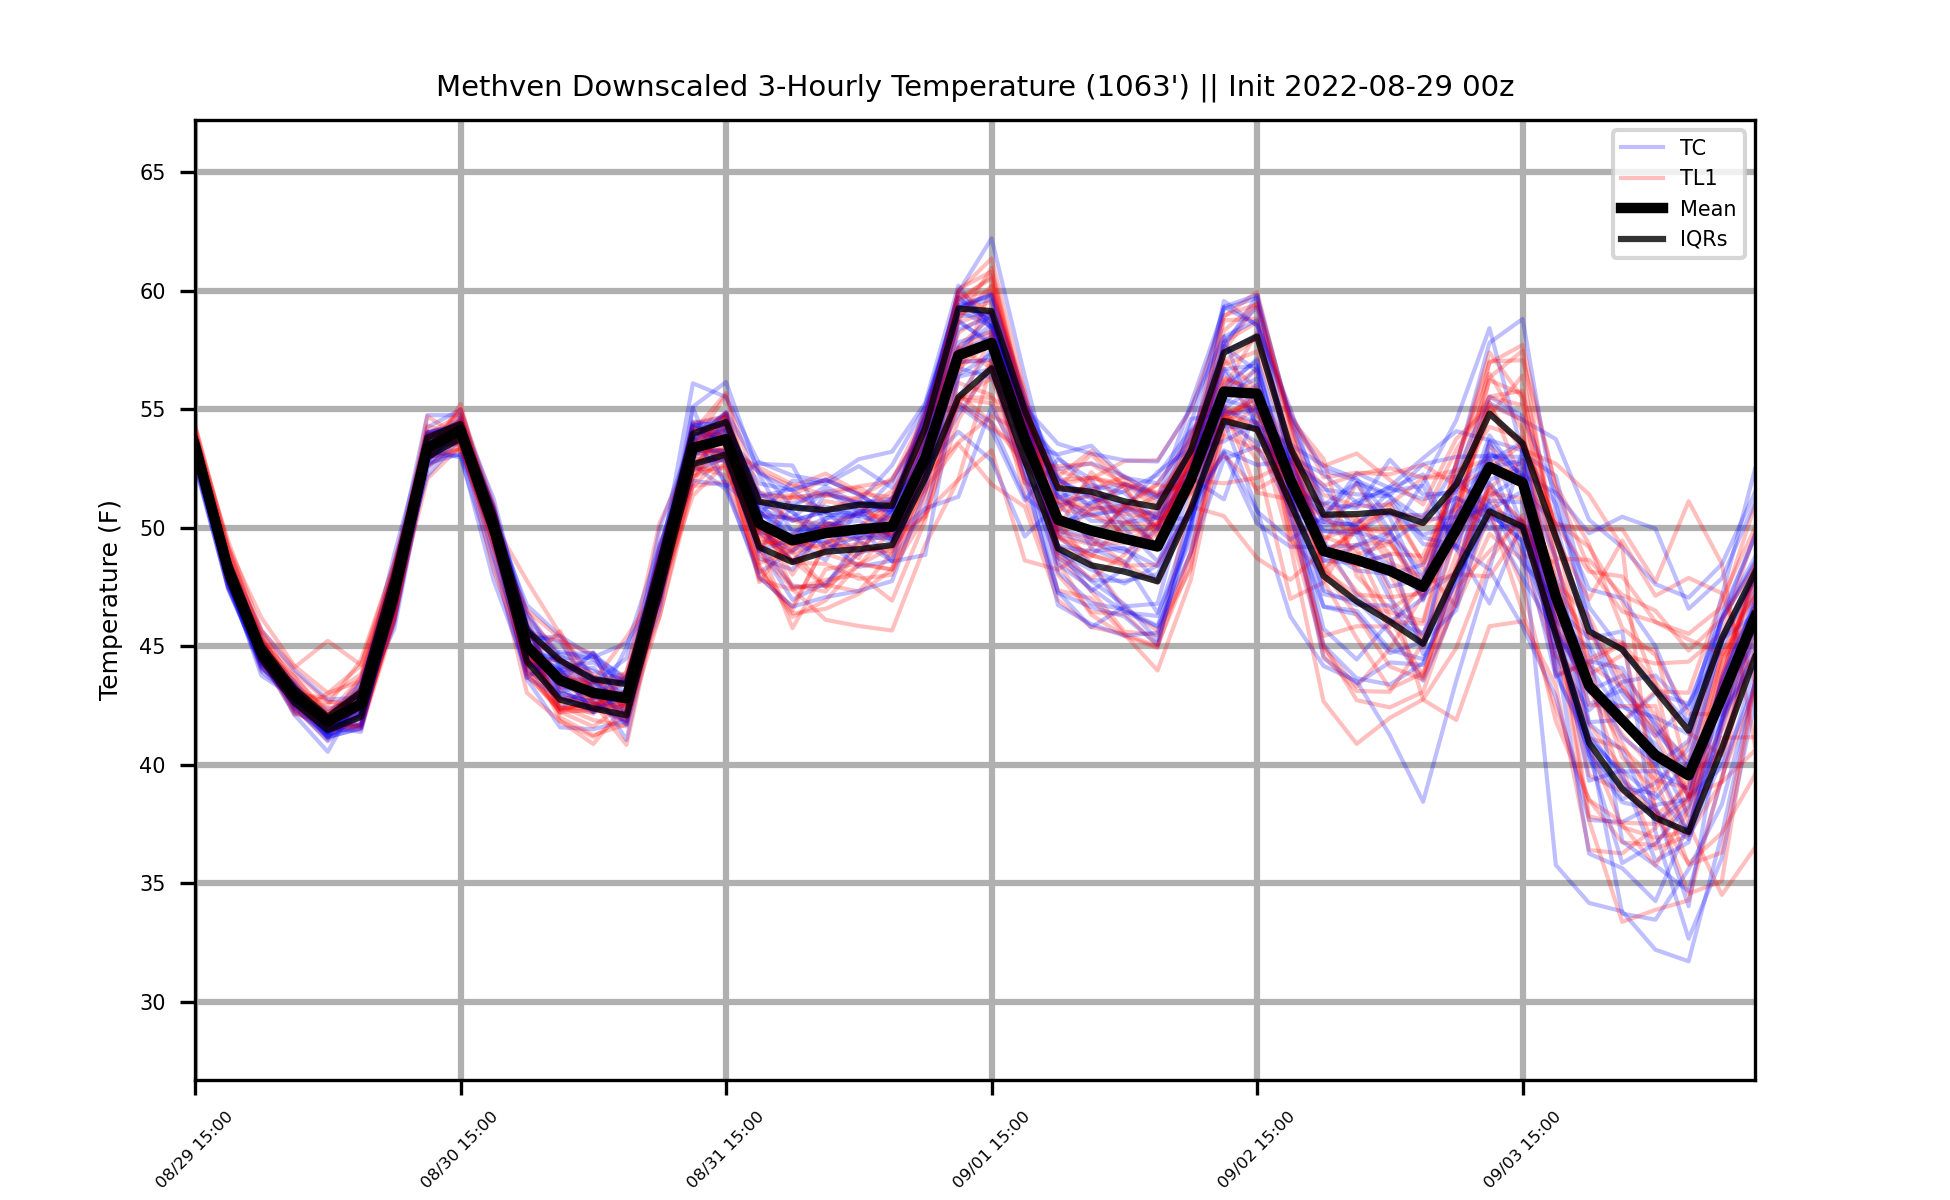 Methven Downscaled 3-Hourly Temperature (1063') || Init 2022-08-29 00z
TC
TL1
Mean
IQRs
Temperature (F)
65
60
55
50
45
40
35
30
08/29 15:00
08/30 15:00
08/31 15:00
09/01 15:00
09/02 15:00
09/03 15:00